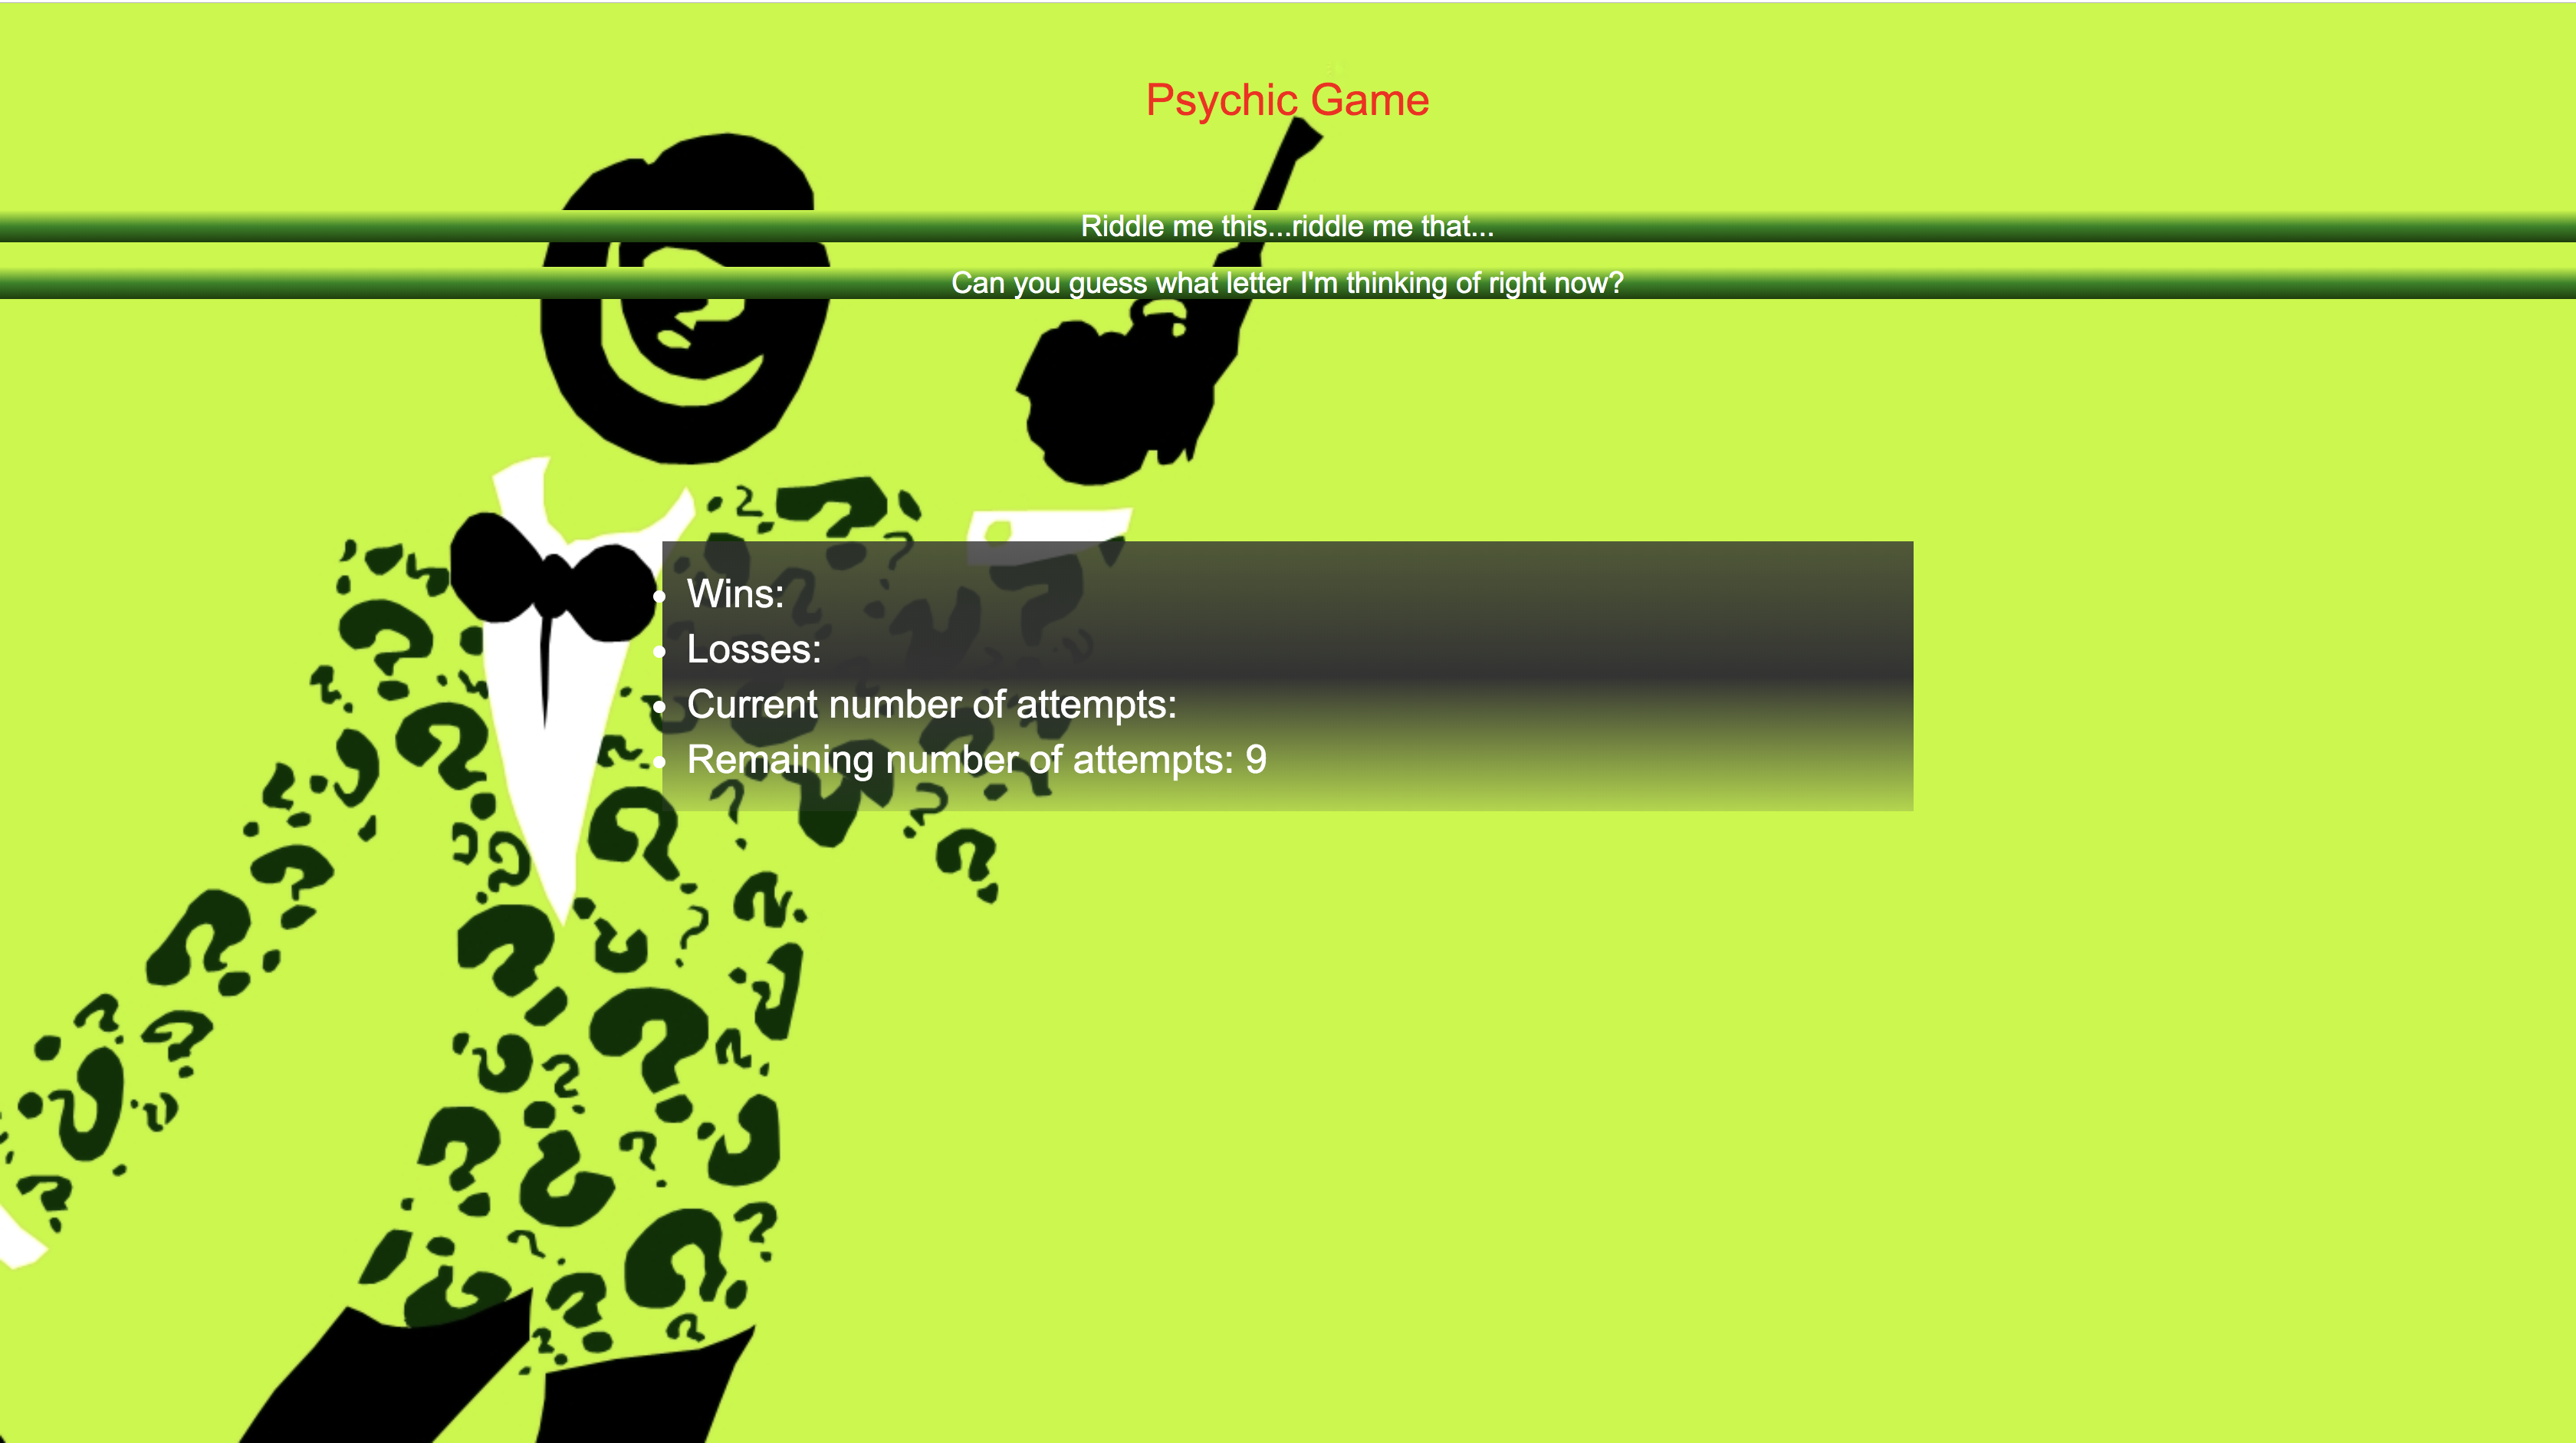 Psychic Game
Riddle me this...riddle me that...
Can you guess what letter I'm thinking of right now?
Wins:
Losses:
Current number of attempts:
Remaining number of attempts: 9